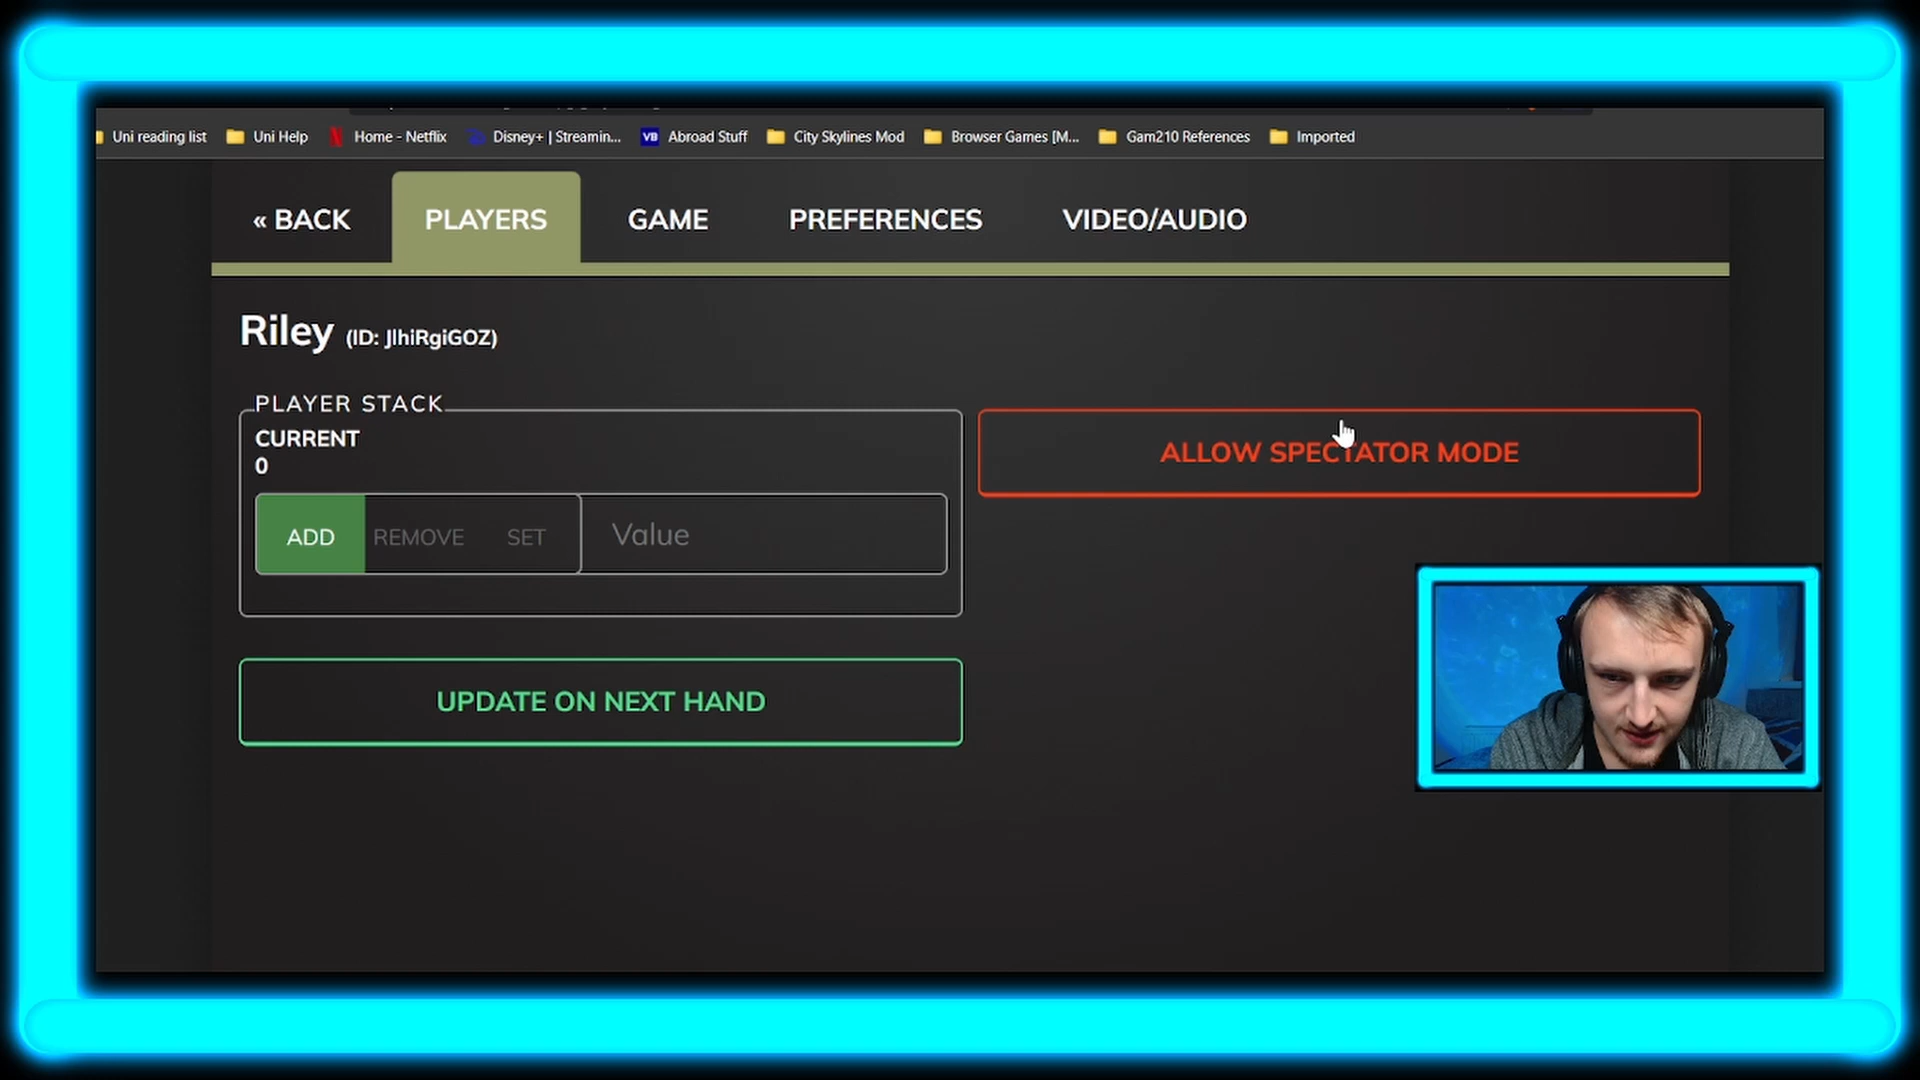 Uni reading list Uni Help Home - Netflix Disney+ | Streamin... VB Abroad Stuff City Skylines Mod Browser Games [M... Gam210 References Imported
« BACK PLAYERS GAME PREFERENCES VIDEO/AUDIO
Riley (ID: JlhiRgiGOZ)
PLAYER STACK
CURRENT
0
ADD REMOVE SET Value
ALLOW SPECTATOR MODE
UPDATE ON NEXT HAND